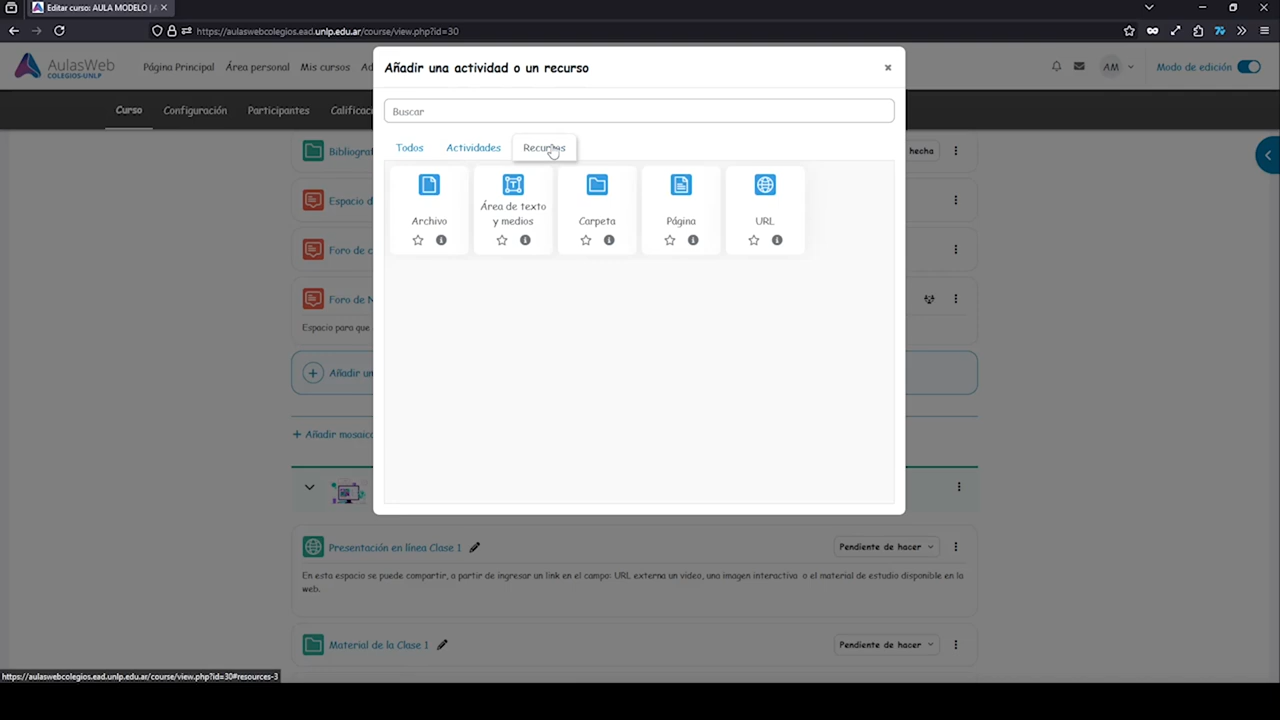 Editar curso: AULA MODELO | A
https://aulaswebcolegios.ead.unlp.edu.ar/course/view.php?id=30
AulasWeb
COLEGIOS-UNLP
Página Principal
Área personal
Mis cursos
Ad
AM
Modo de edición
Curso
Configuración
Participantes
Calificac
Añadir una actividad o un recurso
Buscar
Todos
Actividades
Recursos
Archivo
Área de texto y medios
Carpeta
Página
URL
Bibliograf
hecha
Espacio d
Foro de c
Foro de N
Espacio para que
Añadir un
Añadir mosaic
Presentación en línea Clase 1
Pendiente de hacer
En esta espacio se puede compartir, a partir de ingresar un link en el campo: URL externa un video, una imagen interactiva o el material de estudio disponible en la
web.
Material de la Clase 1
Pendiente de hacer
https://aulaswebcolegios.ead.unlp.edu.ar/course/view.php?id=30#resources-3